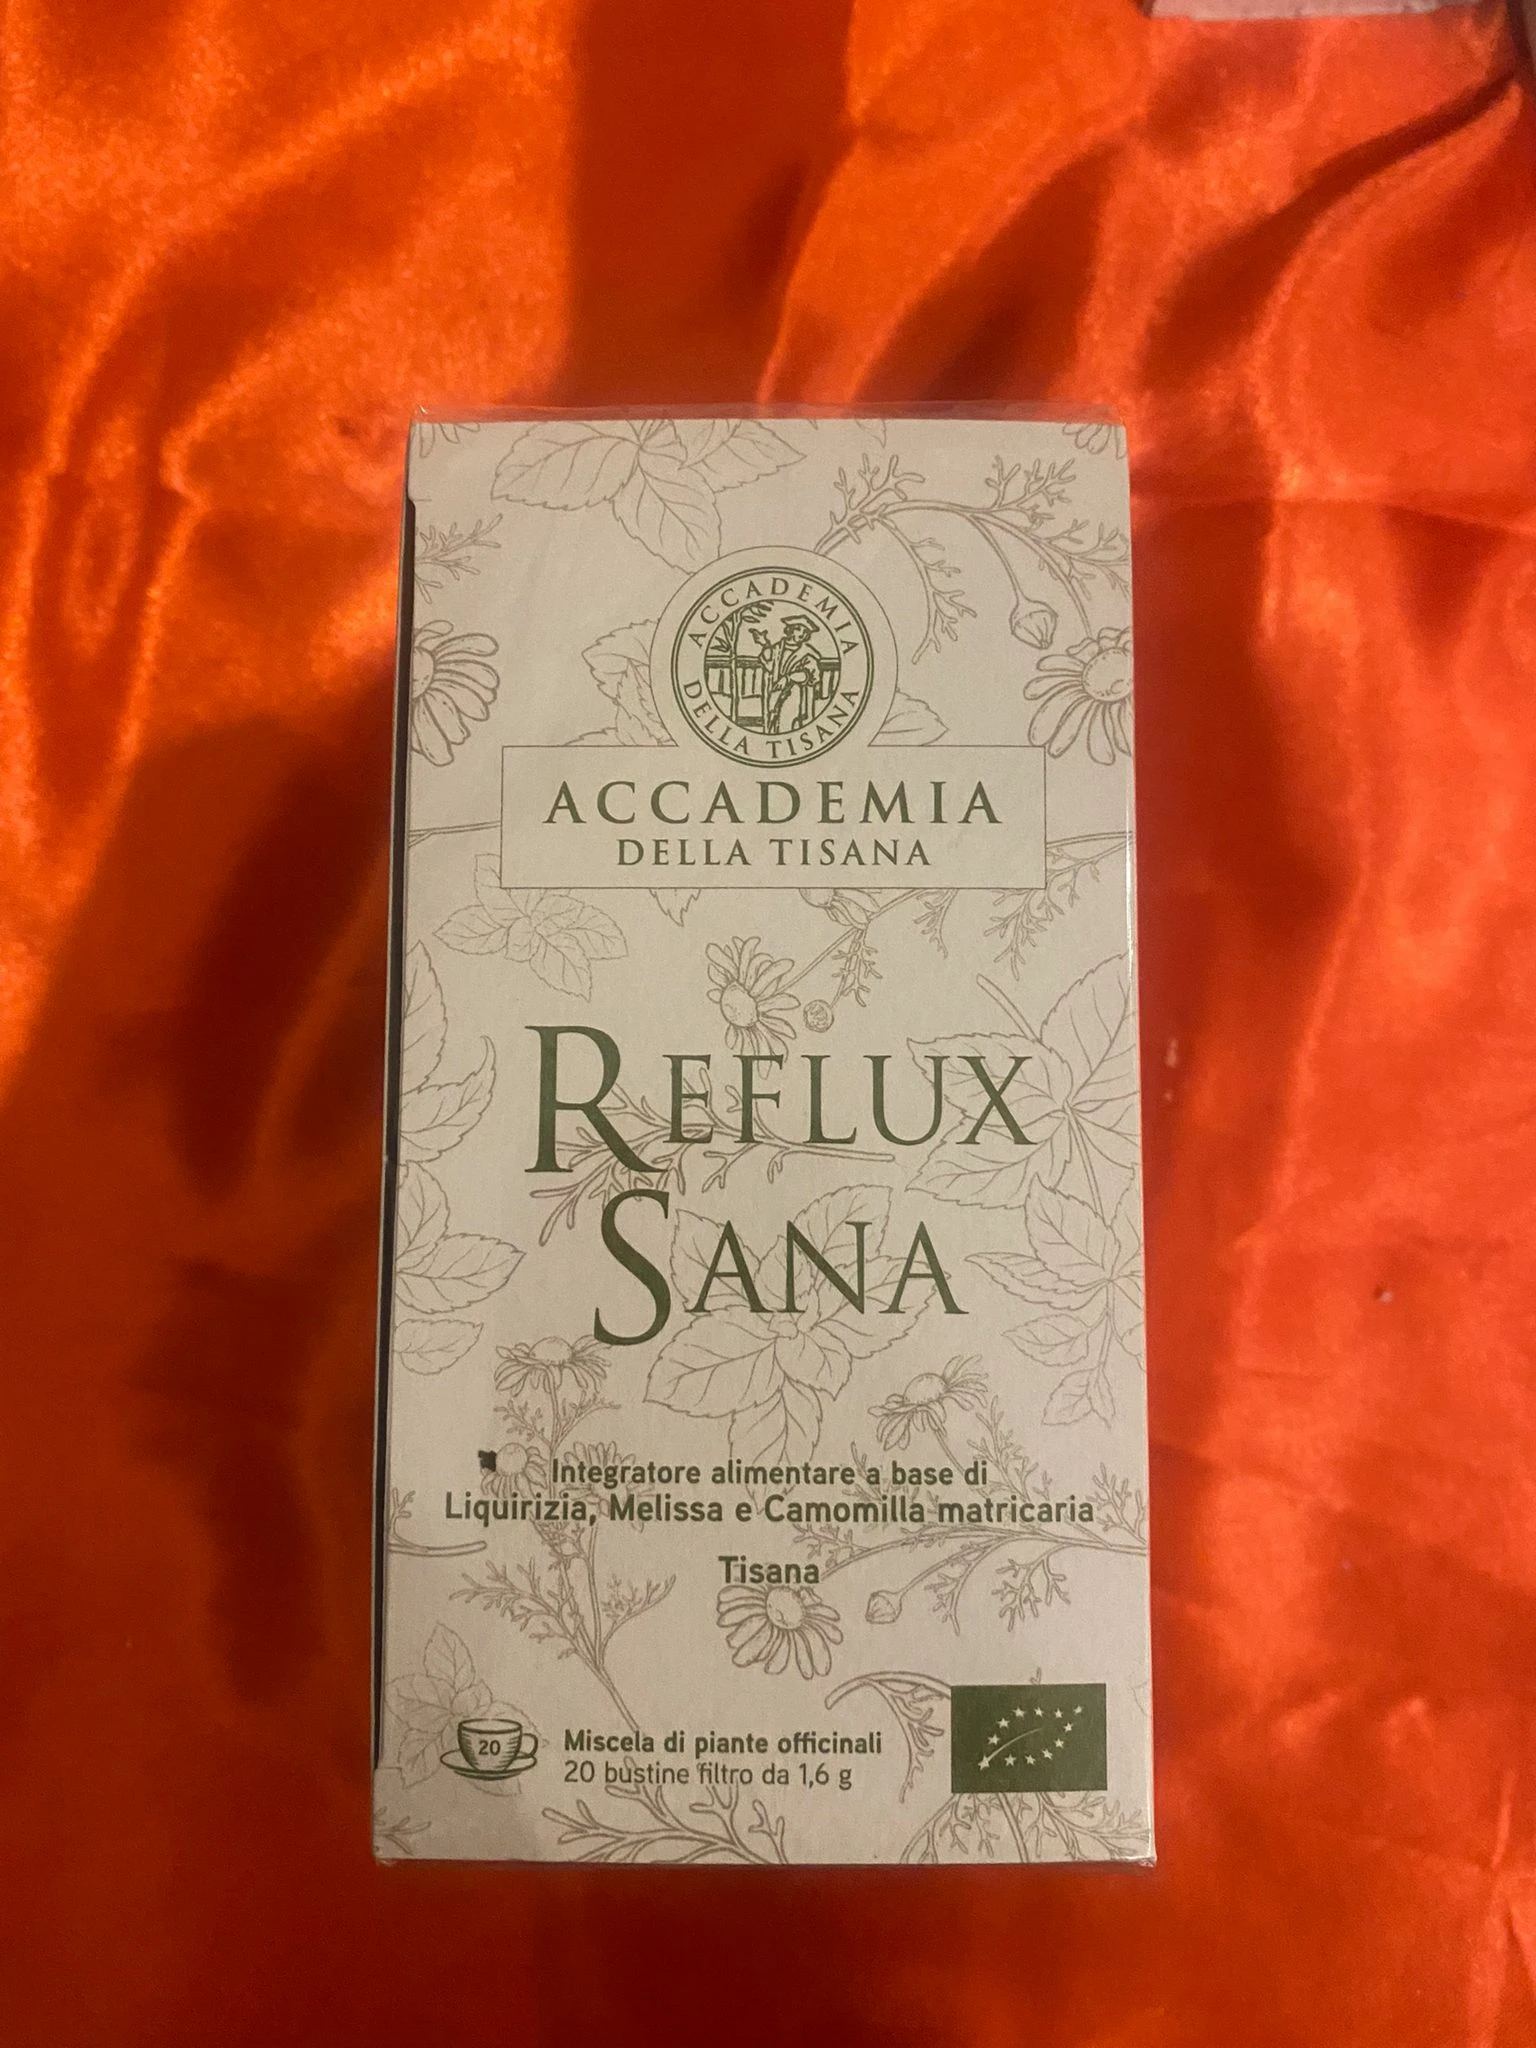 ACCADEMIA DELLA TISANA
ACCADEMIA
DELLA TISANA
REFLUX
SANA
Integratore alimentare a base di
Liquirizia, Melissa e Camomilla matricaria
Tisana
20
Miscela di piante officinali
20 bustine filtro da 1,6 g